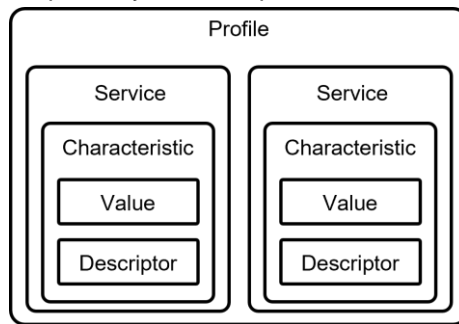 Profile
Service
Characteristic
Value
Descriptor
Service
Characteristic
Value
Descriptor